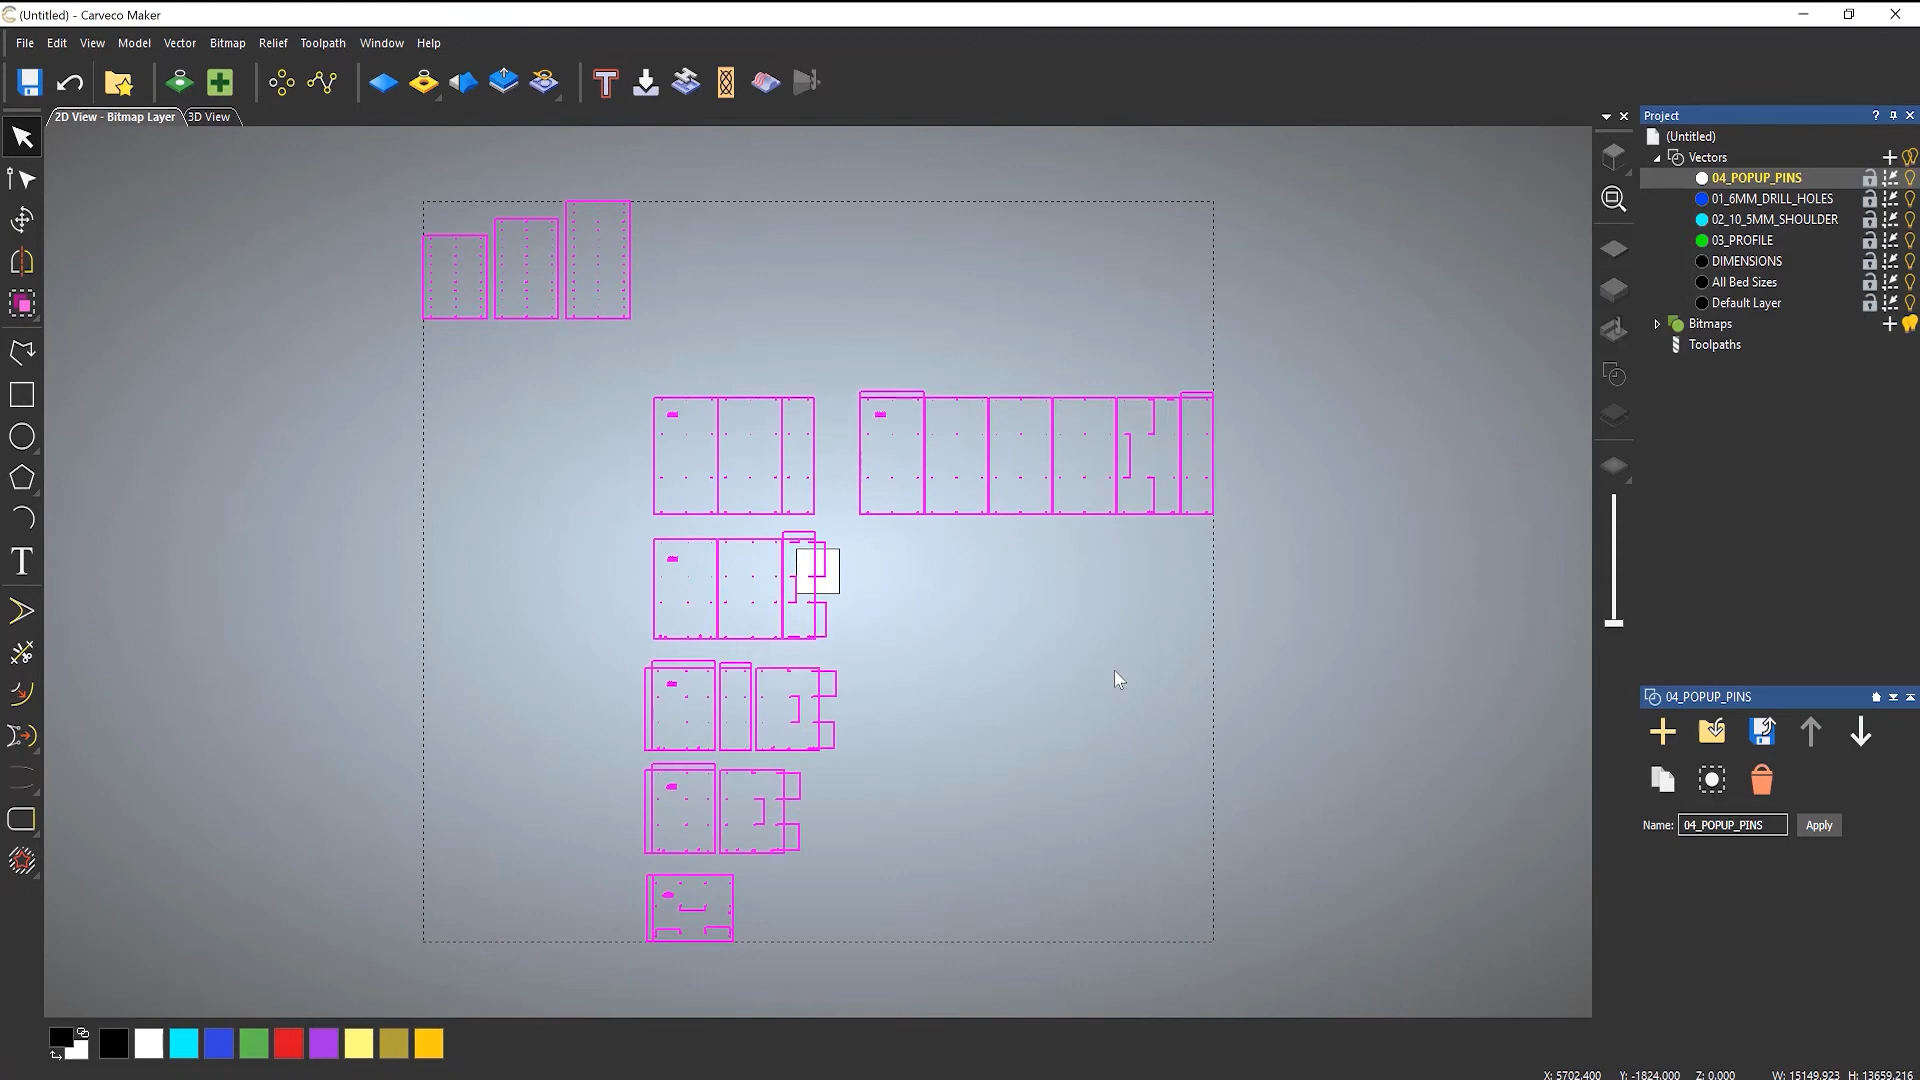 (Untitled) - Carveco Maker
File Edit View Model Vector Bitmap Relief Toolpath Window Help
2D View - Bitmap Layer 3D View
Project
(Untitled)
Vectors
04_POPUP_PINS
01_6MM_DRILL_HOLES
02_10_5MM_SHOULDER
03_PROFILE
DIMENSIONS
All Bed Sizes
Default Layer
Bitmaps
Toolpaths
04_POPUP_PINS
Name: 04_POPUP_PINS Apply
X: 5702.400 Y: -1824.000 Z: 0.000 W: 15149.923 H: 13659.216